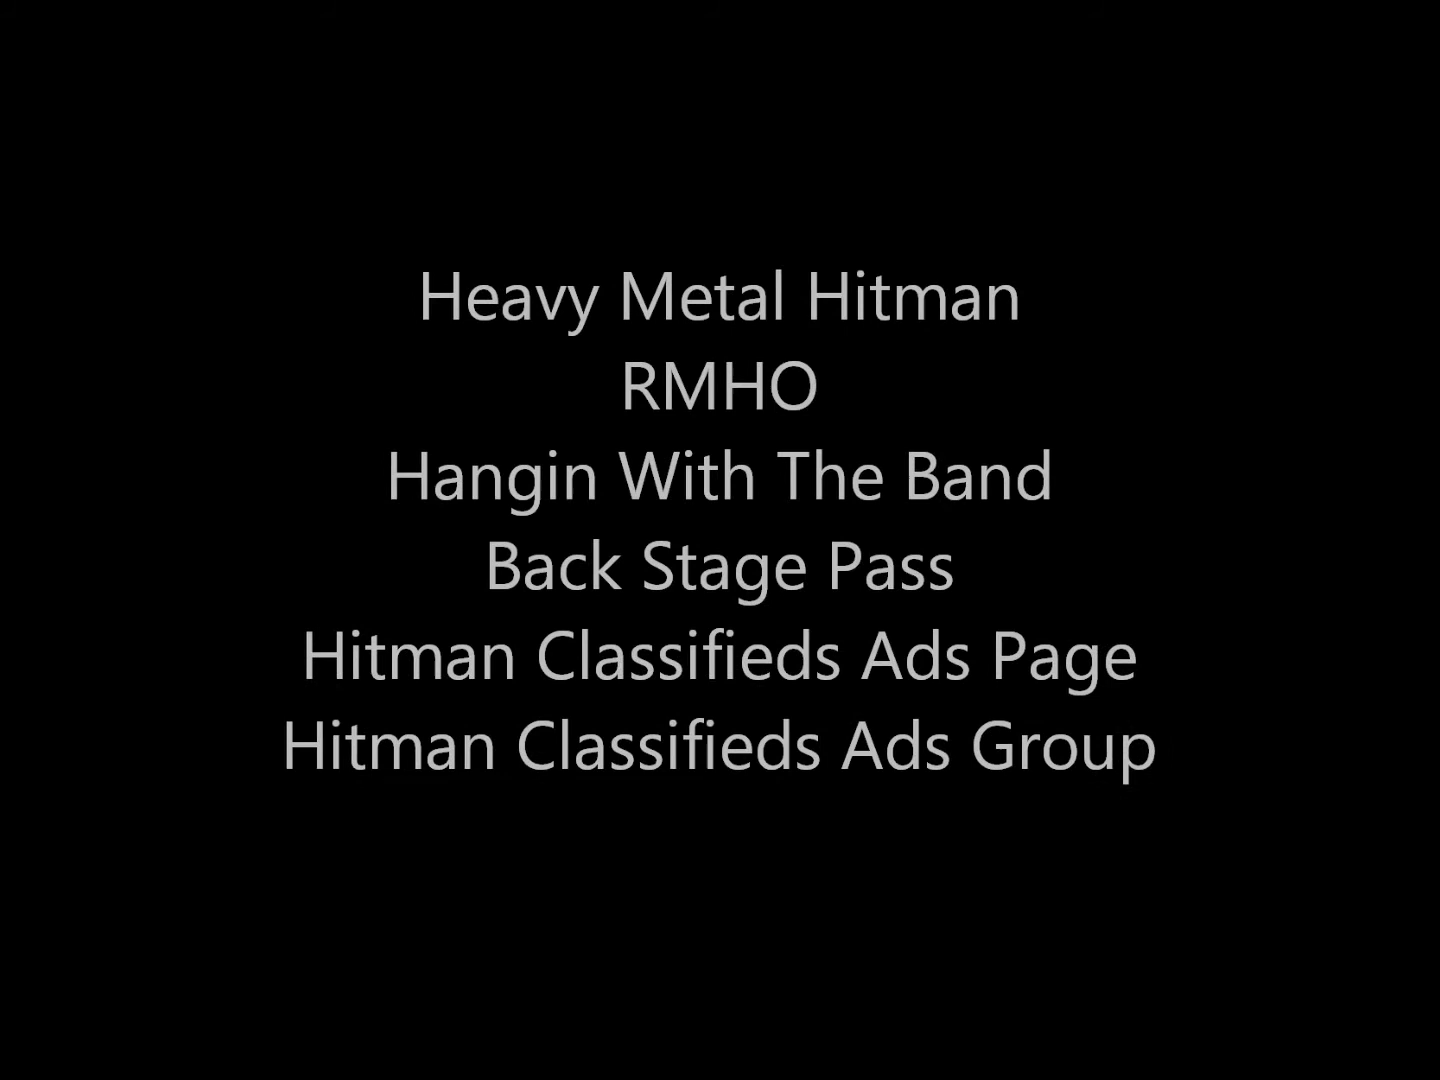 Heavy Metal Hitman
RMHO
Hangin With The Band
Back Stage Pass
Hitman Classifieds Ads Page
Hitman Classifieds Ads Group